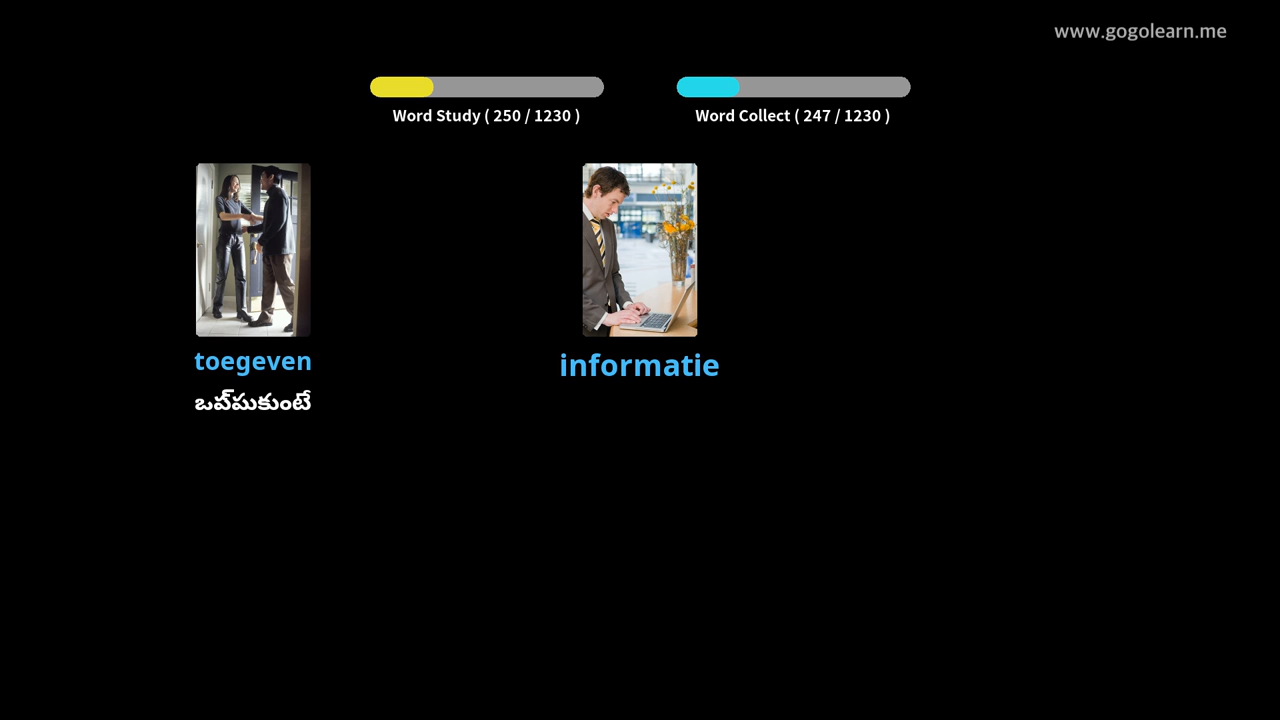 www.gogolearn.me
Word Study ( 250 / 1230 )
Word Collect ( 247 / 1230 )
toegeven
informatie
ఒప్పుకుంటే